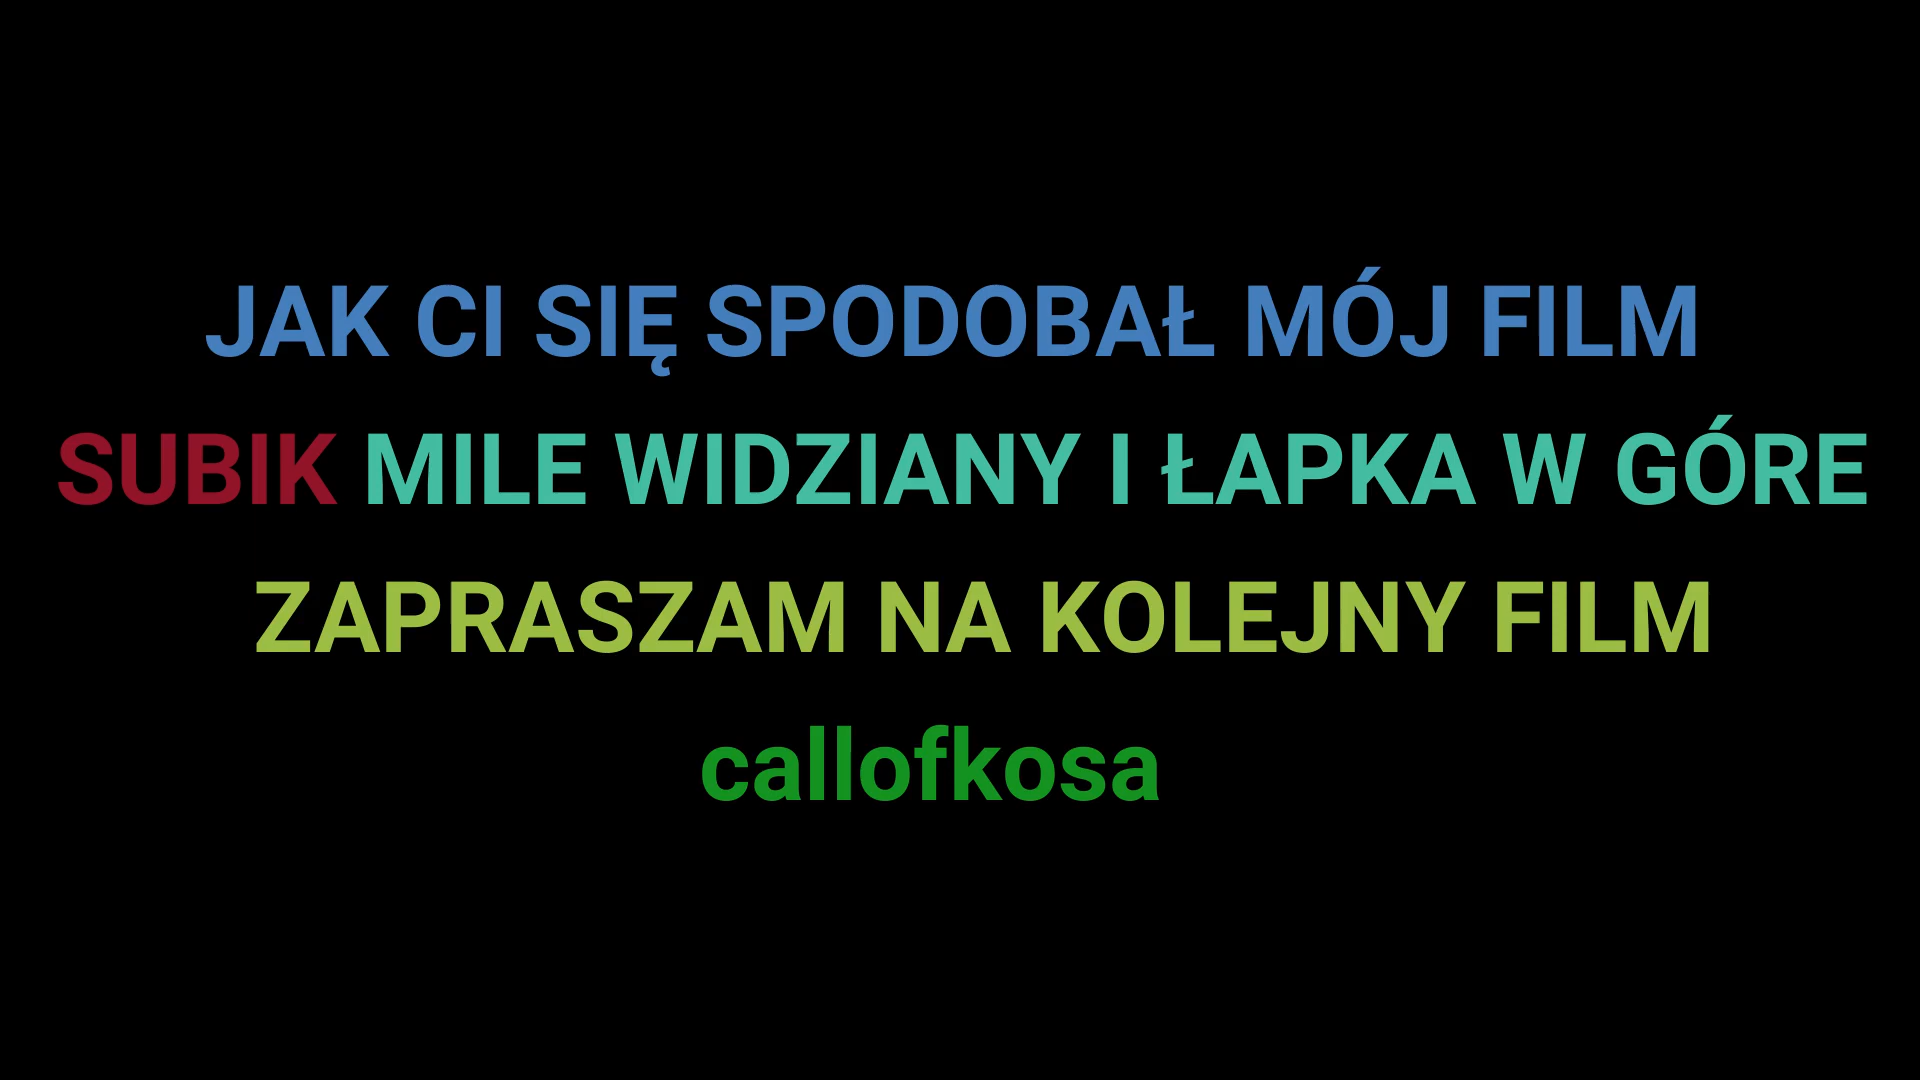 JAK CI SIĘ SPODOBAŁ MÓJ FILM
SUBIK MILE WIDZIANY I ŁAPKA W GÓRE
ZAPRASZAM NA KOLEJNY FILM
callofkosa